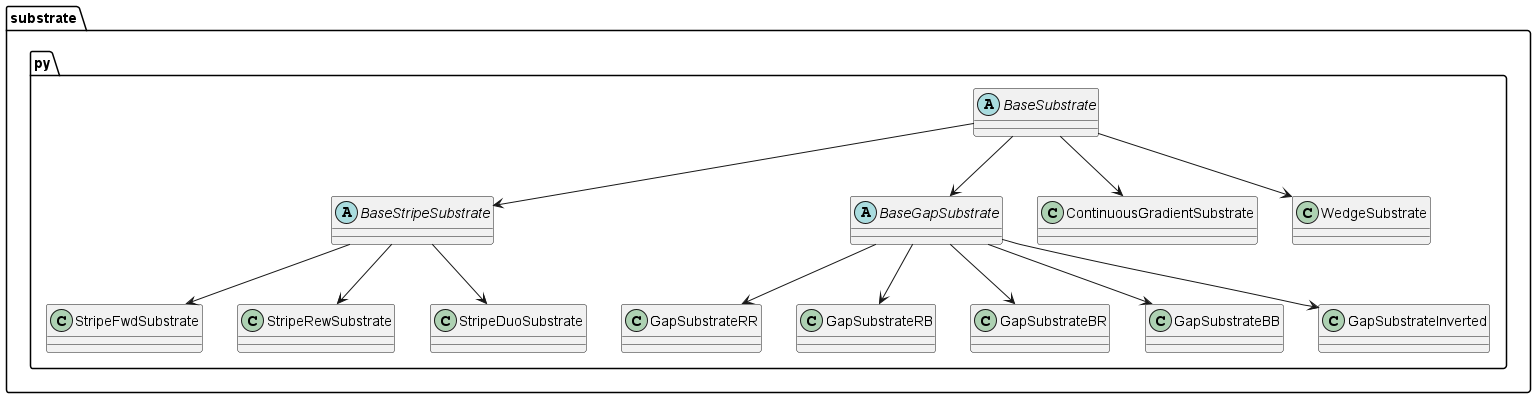 substrate
py
A BaseSubstrate
A BaseStripeSubstrate
A BaseGapSubstrate
C ContinuousGradientSubstrate
C WedgeSubstrate
C StripeFwdSubstrate
C StripeRewSubstrate
C StripeDuoSubstrate
C GapSubstrateRR
C GapSubstrateRB
C GapSubstrateBR
C GapSubstrateBB
C GapSubstrateInverted